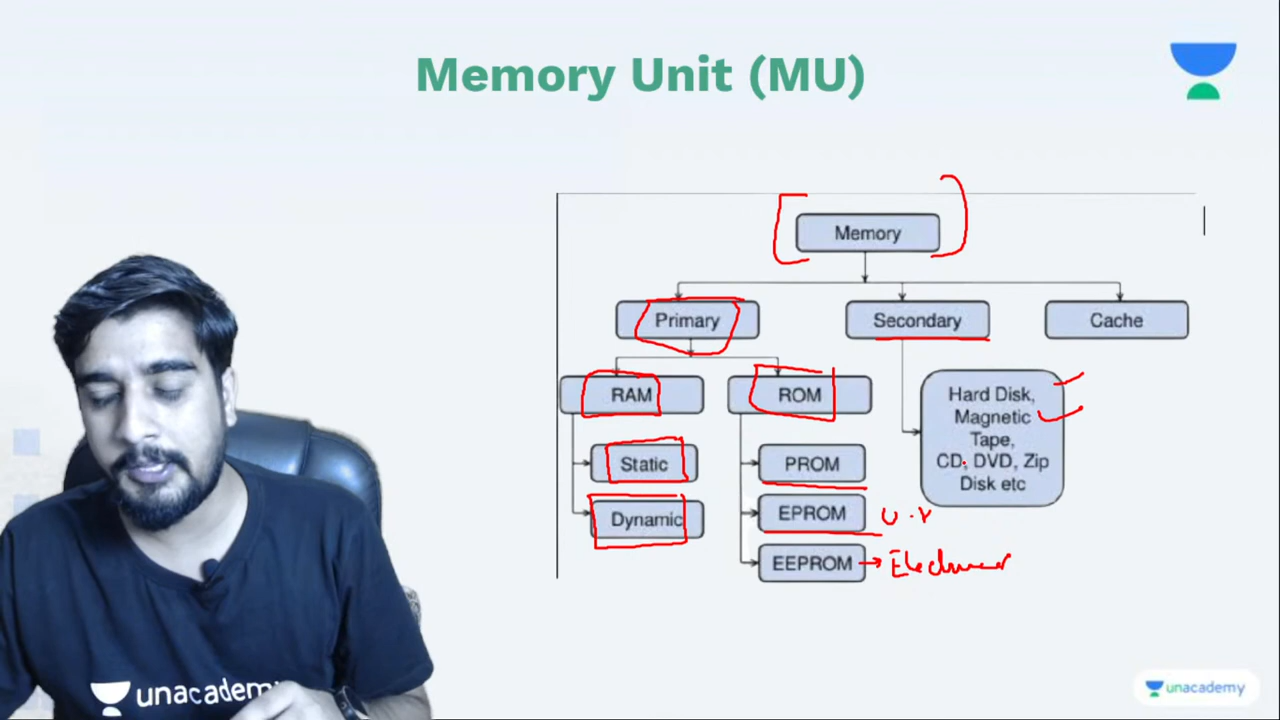 Memory Unit (MU)
Memory
Primary
Secondary
Cache
RAM
ROM
Hard Disk,
Magnetic
Tape,
CD, DVD, Zip
Disk etc
Static
PROM
Dynamic
EPROM
U.V
EEPROM
unacademy
unacademy